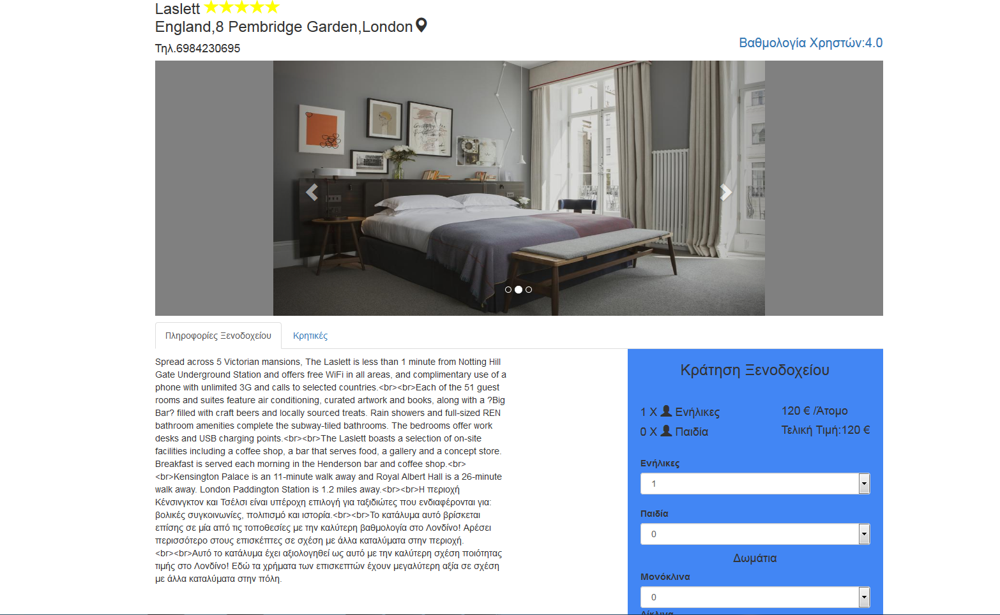 Laslett
England,8 Pembridge Garden,London
Τηλ.6984230695
Βαθμολογία Χρηστών:4.0
Πληροφορίες Ξενοδοχείου
Κρητικές
Spread across 5 Victorian mansions, The Laslett is less than 1 minute from Notting Hill
Gate Underground Station and offers free WiFi in all areas, and complimentary use of a
phone with unlimited 3G and calls to selected countries.<br><br>Each of the 51 guest
rooms and suites feature air conditioning, curated artwork and books, along with a ?Big
Bar? filled with craft beers and locally sourced treats. Rain showers and full-sized REN
bathroom amenities complete the subway-tiled bathrooms. The bedrooms offer work
desks and USB charging points.<br><br>The Laslett boasts a selection of on-site
facilities including a coffee shop, a bar that serves food, a gallery and a concept store.
Breakfast is served each morning in the Henderson bar and coffee shop.<br>
<br>Kensington Palace is an 11-minute walk away and Royal Albert Hall is a 26-minute
walk away. London Paddington Station is 1.2 miles away.<br><br>Η περιοχή
Κένσινγκτον και Τσέλσι είναι υπέροχη επιλογή για ταξιδιώτες που ενδιαφέρονται για:
βολικές συγκοινωνίες, πολιτισμό και ιστορία.<br><br>Το κατάλυμα αυτό βρίσκεται
επίσης σε μία από τις τοποθεσίες με την καλύτερη βαθμολογία στο Λονδίνο! Αρέσει
περισσότερο στους επισκέπτες σε σχέση με άλλα καταλύματα στην περιοχή.
<br><br>Αυτό το κατάλυμα έχει αξιολογηθεί ως αυτό με την καλύτερη σχέση ποιότητας
τιμής στο Λονδίνο! Εδώ τα χρήματα των επισκεπτών έχουν μεγαλύτερη αξία σε σχέση
με άλλα καταλύματα στην πόλη.
Κράτηση Ξενοδοχείου
1 X Ενήλικες
120 € /Άτομο
0 X Παιδία
Τελική Τιμή:120 €
Ενήλικες
1
Παιδία
0
Δωμάτια
Μονόκλινα
0
Δίκλινα